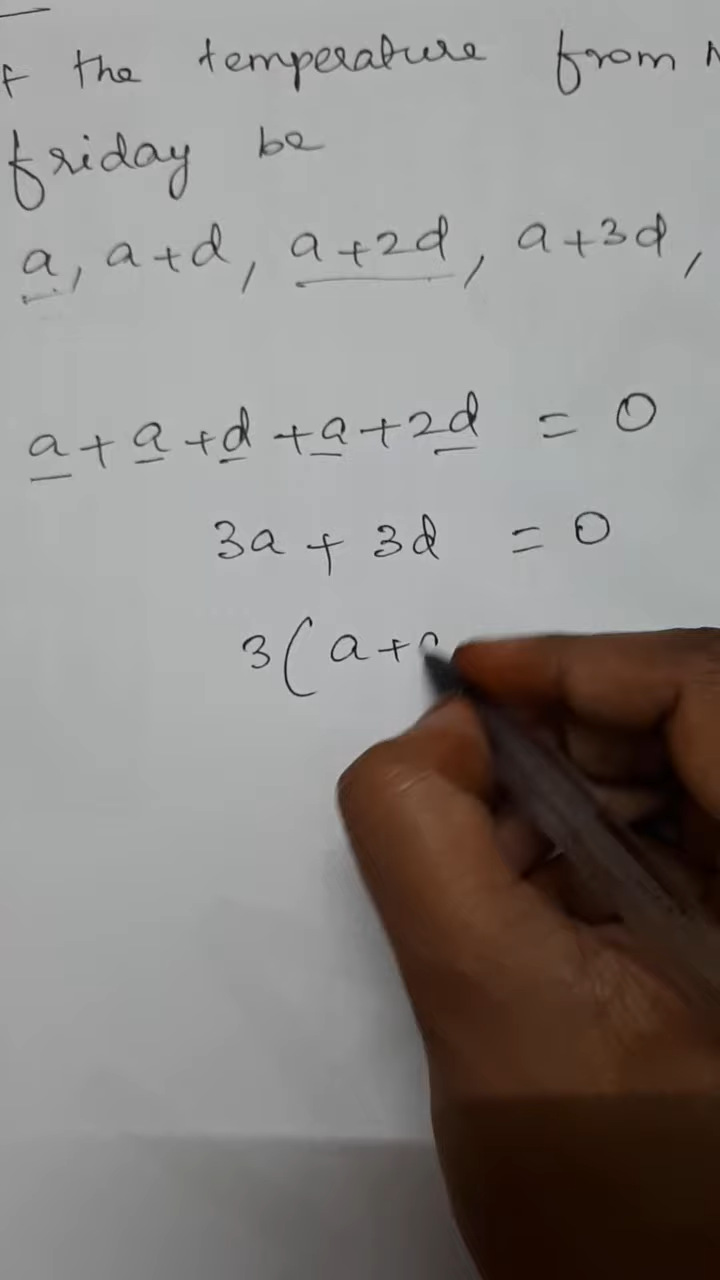 the temperature from
friday be
a, a+d, a+2d, a+3d,
a + a + d + a + 2d = 0
3a + 3d = 0
3( a +